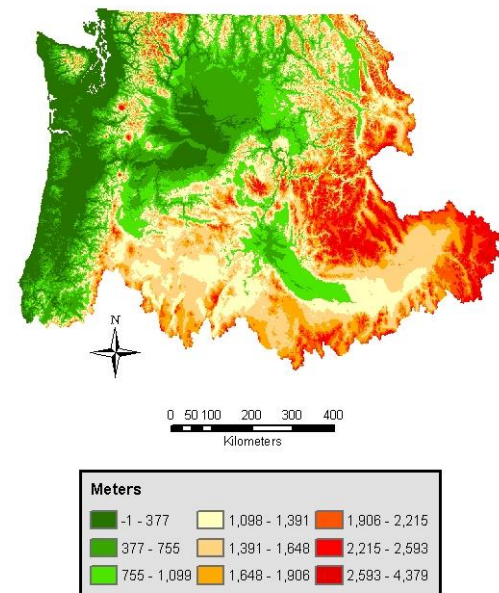 N
0 50 100 200 300 400
Kilometers
Meters
-1 - 377 1,098 - 1,391 1,906 - 2,215
377 - 755 1,391 - 1,648 2,215 - 2,593
755 - 1,099 1,648 - 1,906 2,593 - 4,379